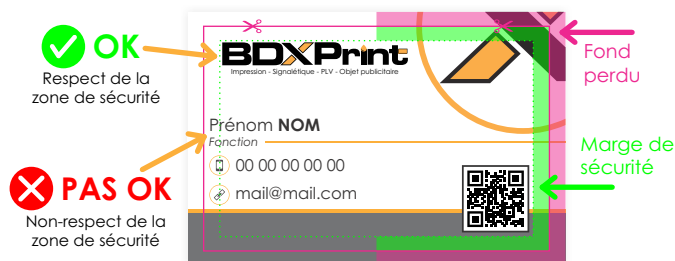 OK
Respect de la
zone de sécurité
BDXPrint
Impression - Signalétique - PLV - Objet publicitaire
Fond
perdu
Prénom NOM
Fonction
00 00 00 00 00
mail@mail.com
Marge de
sécurité
PAS OK
Non-respect de la
zone de sécurité